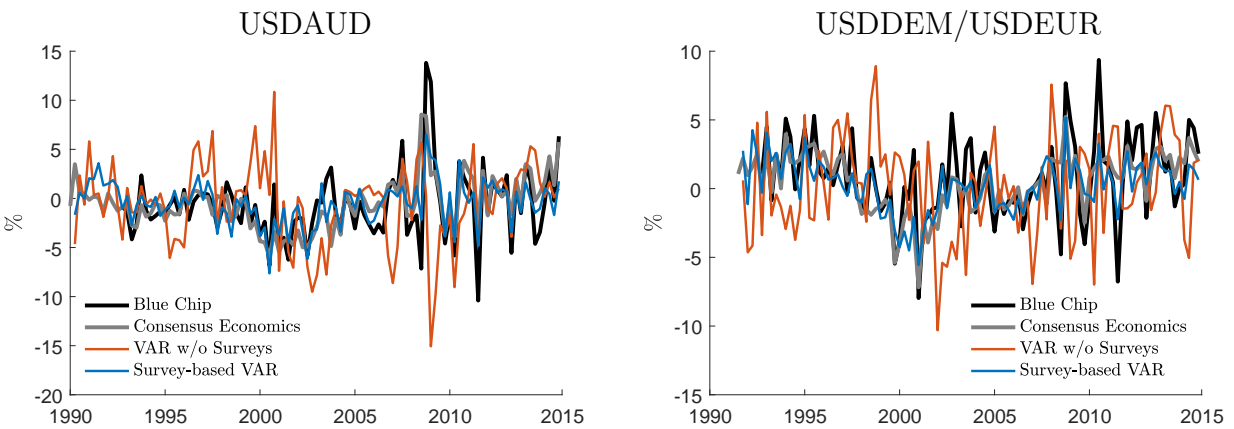 USDAUD
15
10
5
0
-5
-10
-15
-20
%
1990
1995
2000
2005
2010
2015
Blue Chip
Consensus Economics
VAR w/o Surveys
Survey-based VAR
USDDEM/USDEUR
10
5
0
-5
-10
-15
%
1990
1995
2000
2005
2010
2015
Blue Chip
Consensus Economics
VAR w/o Surveys
Survey-based VAR